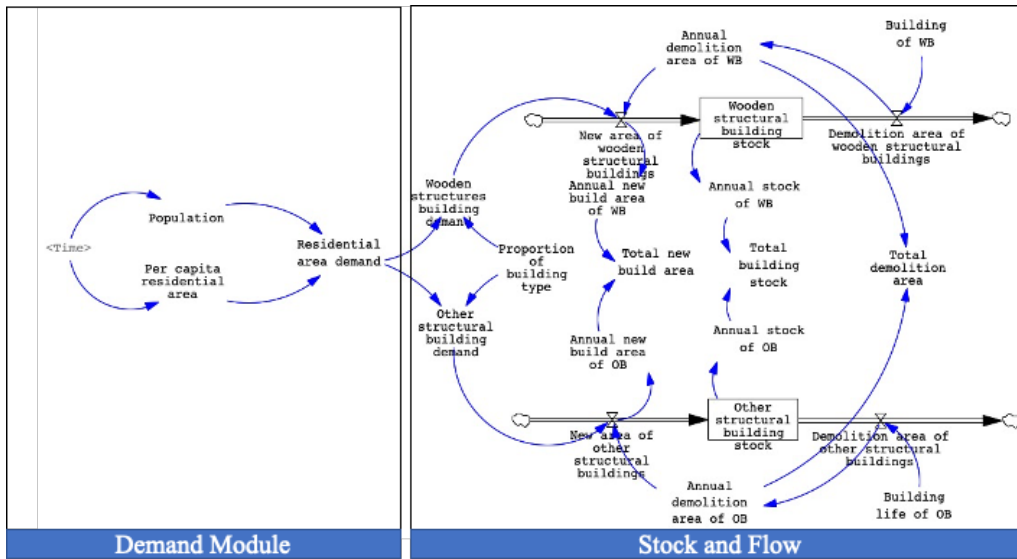 <Time>
Population
Per capita
residential
area
Residential
area demand
Demand Module
Annual
demolition
area of WB
Building
of WB
Wooden
structural
building
stock
New area of
wooden
structural
buildings
Demolition area of
wooden structural
buildings
Wooden
structures
building
demand
Annual new
build area
of WB
Annual stock
of WB
Proportion
of
building
type
Total new
build area
Total
building
stock
Total
demolition
area
Other
structural
building
demand
Annual new
build area
of OB
Annual stock
of OB
Other
structural
building
stock
New area of
other
structural
buildings
Demolition area of
other structural
buildings
Annual
demolition
area of OB
Building
life of OB
Stock and Flow